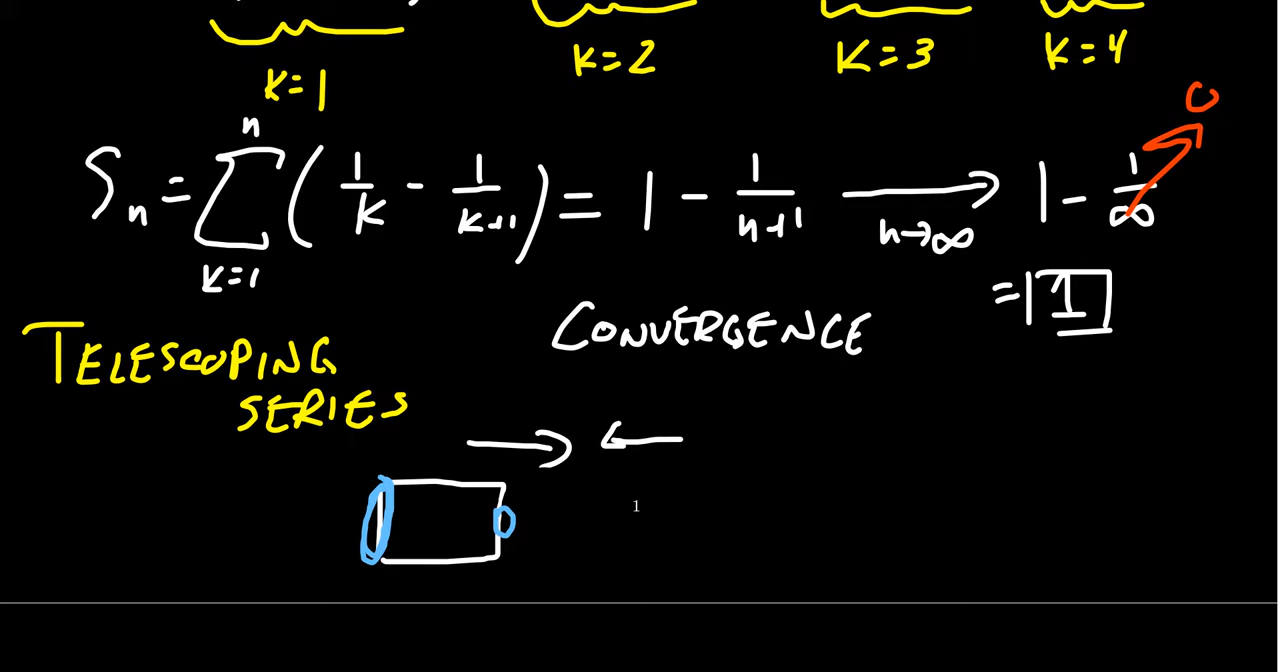 k=1 k=2 k=3 k=4
n 0
Sₙ = ∑ ( 1/k - 1/(k+1) ) = 1 - 1/(n+1) ⟶ 1 - 1/∞
k=1 n→∞
= 1
TELESCOPING CONVERGENCE
SERIES
→ ←
1